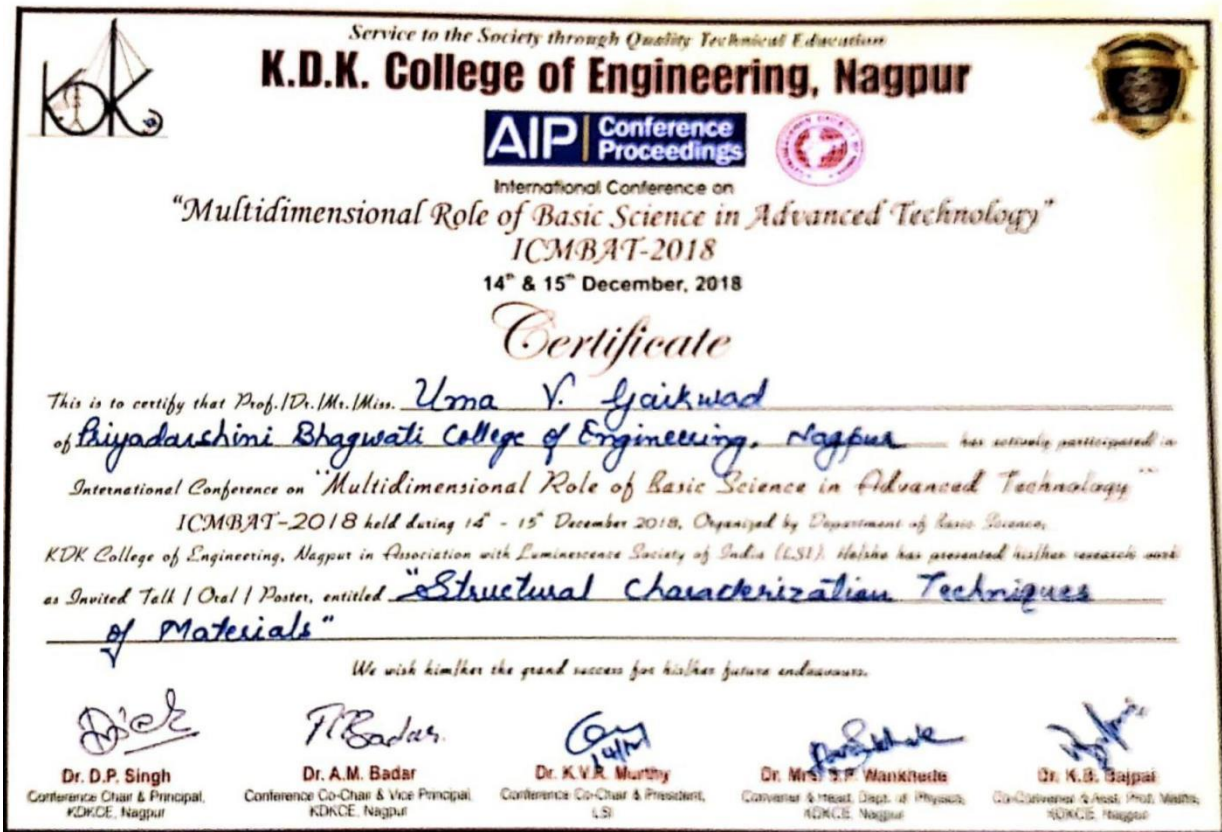 Service to the Society through Quality Technical Education
KDK
K.D.K. College of Engineering, Nagpur
AIP Conference
Proceedings
International Conference on
"Multidimensional Role of Basic Science in Advanced Technology"
ICMBAT-2018
14th & 15th December, 2018
Certificate
This is to certify that Prof./Dr./Mr./Miss. Uma V. Gaikwad
of Priyadarshini Bhagwati College of Engineering, Nagpur has actively participated in
International Conference on "Multidimensional Role of Basic Science in Advanced Technology"
ICMBAT-2018 held during 14th - 15th December 2018, Organized by Department of Basic Science,
KDK College of Engineering, Nagpur in Association with Luminescence Society of India (LSI). He/she has presented his/her research work
as Invited Talk / Oral / Poster, entitled "Structural Characterization Techniques
of Materials"
We wish him/her the grand success for his/her future endeavours.
Dr. D.P. Singh
Conference Chair & Principal,
KDKCE, Nagpur
Dr. A.M. Badar
Conference Co-Chair & Vice Principal,
KDKCE, Nagpur
Dr. K.V.R. Murthy
Conference Co-Chair & President,
LSI
Dr. Mrs. S.P. Wankhede
Convener & Head, Dept. of Physics,
KDKCE, Nagpur
Dr. K.B. Bajpai
Co-Convener & Asst. Prof. Maths,
KDKCE, Nagpur